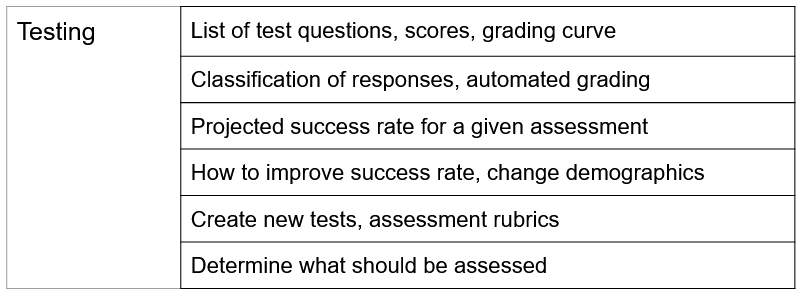 Testing
List of test questions, scores, grading curve
Classification of responses, automated grading
Projected success rate for a given assessment
How to improve success rate, change demographics
Create new tests, assessment rubrics
Determine what should be assessed